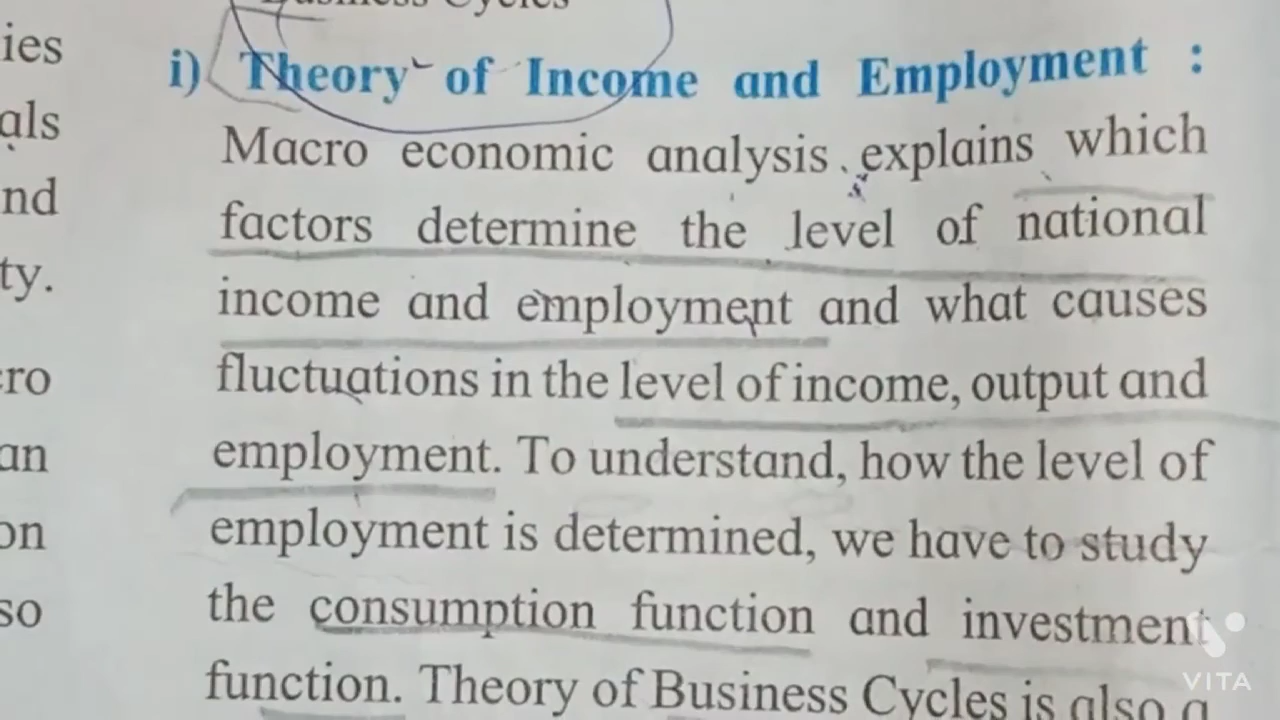 Business Cycles
ies
als
nd
ty.
ro
an
on
so
i) Theory of Income and Employment :
Macro economic analysis explains which
factors determine the level of national
income and employment and what causes
fluctuations in the level of income, output and
employment. To understand, how the level of
employment is determined, we have to study
the consumption function and investment
function. Theory of Business Cycles is also a
VITA